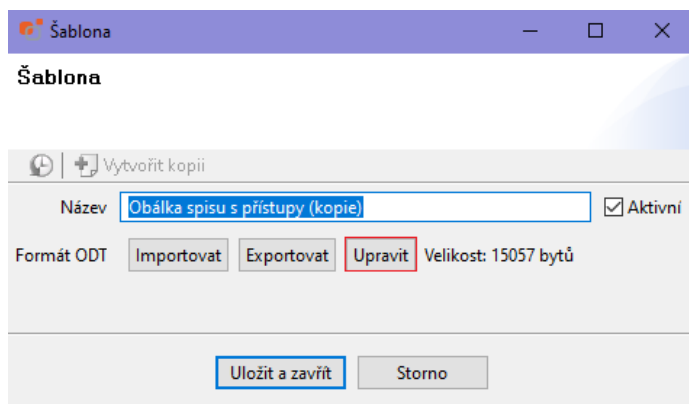 Šablona
Šablona
Vytvořit kopii
Název Obálka spisu s přístupy (kopie) Aktivní
Formát ODT Importovat Exportovat Upravit Velikost: 15057 bytů
Uložit a zavřít Storno